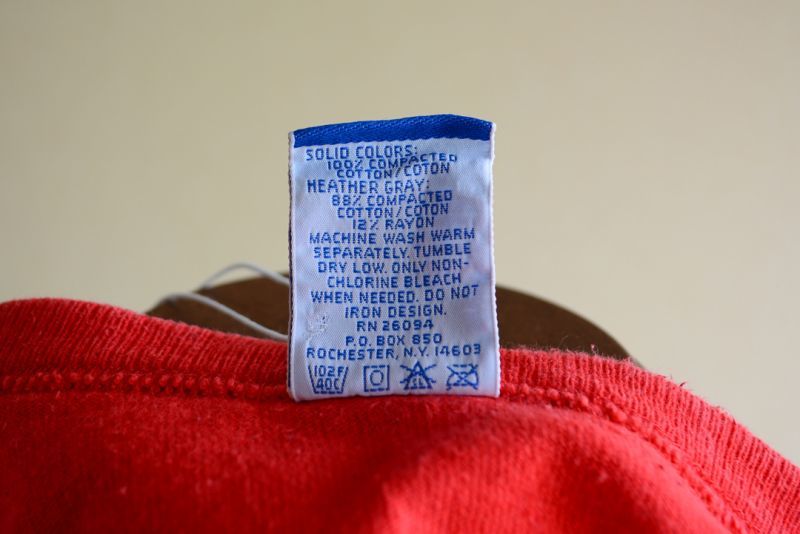 SOLID COLORS:
100% COMPACTED
COTTON/COTON
HEATHER GRAY:
88% COMPACTED
COTTON/COTON
12% RAYON
MACHINE WASH WARM
SEPARATELY. TUMBLE
DRY LOW. ONLY NON-
CHLORINE BLEACH
WHEN NEEDED. DO NOT
IRON DESIGN.
RN 26094
P.O. BOX 850
ROCHESTER, N.Y. 14603
102F
40C